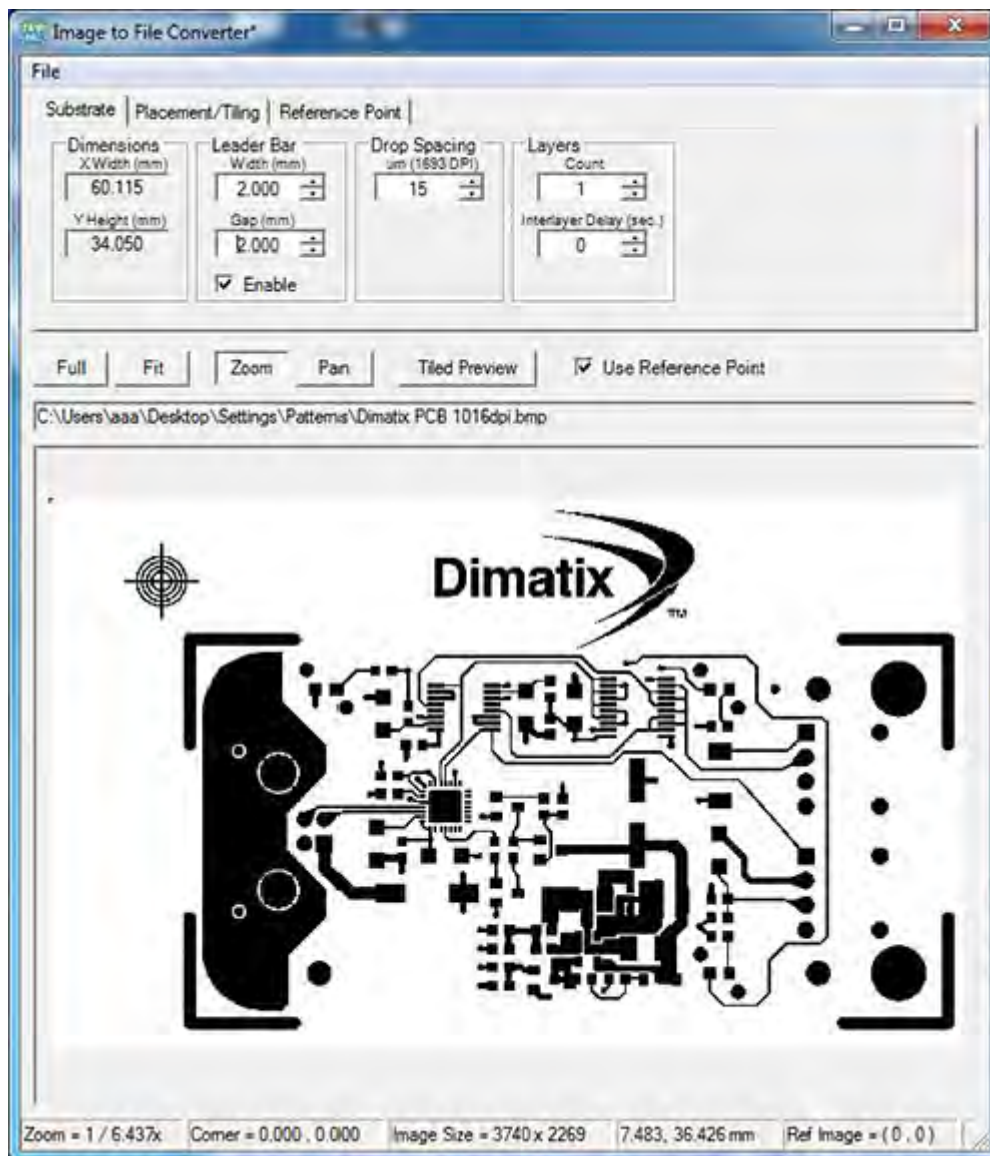 Image to File Converter*
File
Substrate Placement/Tiling Reference Point
Dimensions Leader Bar Drop Spacing Layers
X Width (mm) Width (mm) um (1693 DPI) Count
60.115 2.000 15 1
Y Height (mm) Gap (mm) Interlayer Delay (sec.)
34.050 2.000 0
Enable
Full Fit Zoom Pan Tiled Preview Use Reference Point
C:\Users\aaa\Desktop\Settings\Patterns\Dimatix PCB 1016dpi.bmp
Dimatix
TM
Zoom = 1 / 6.437x Corner = 0.000 , 0.000 Image Size = 3740 x 2269 7.483, 36.426 mm Ref Image = ( 0 , 0 )